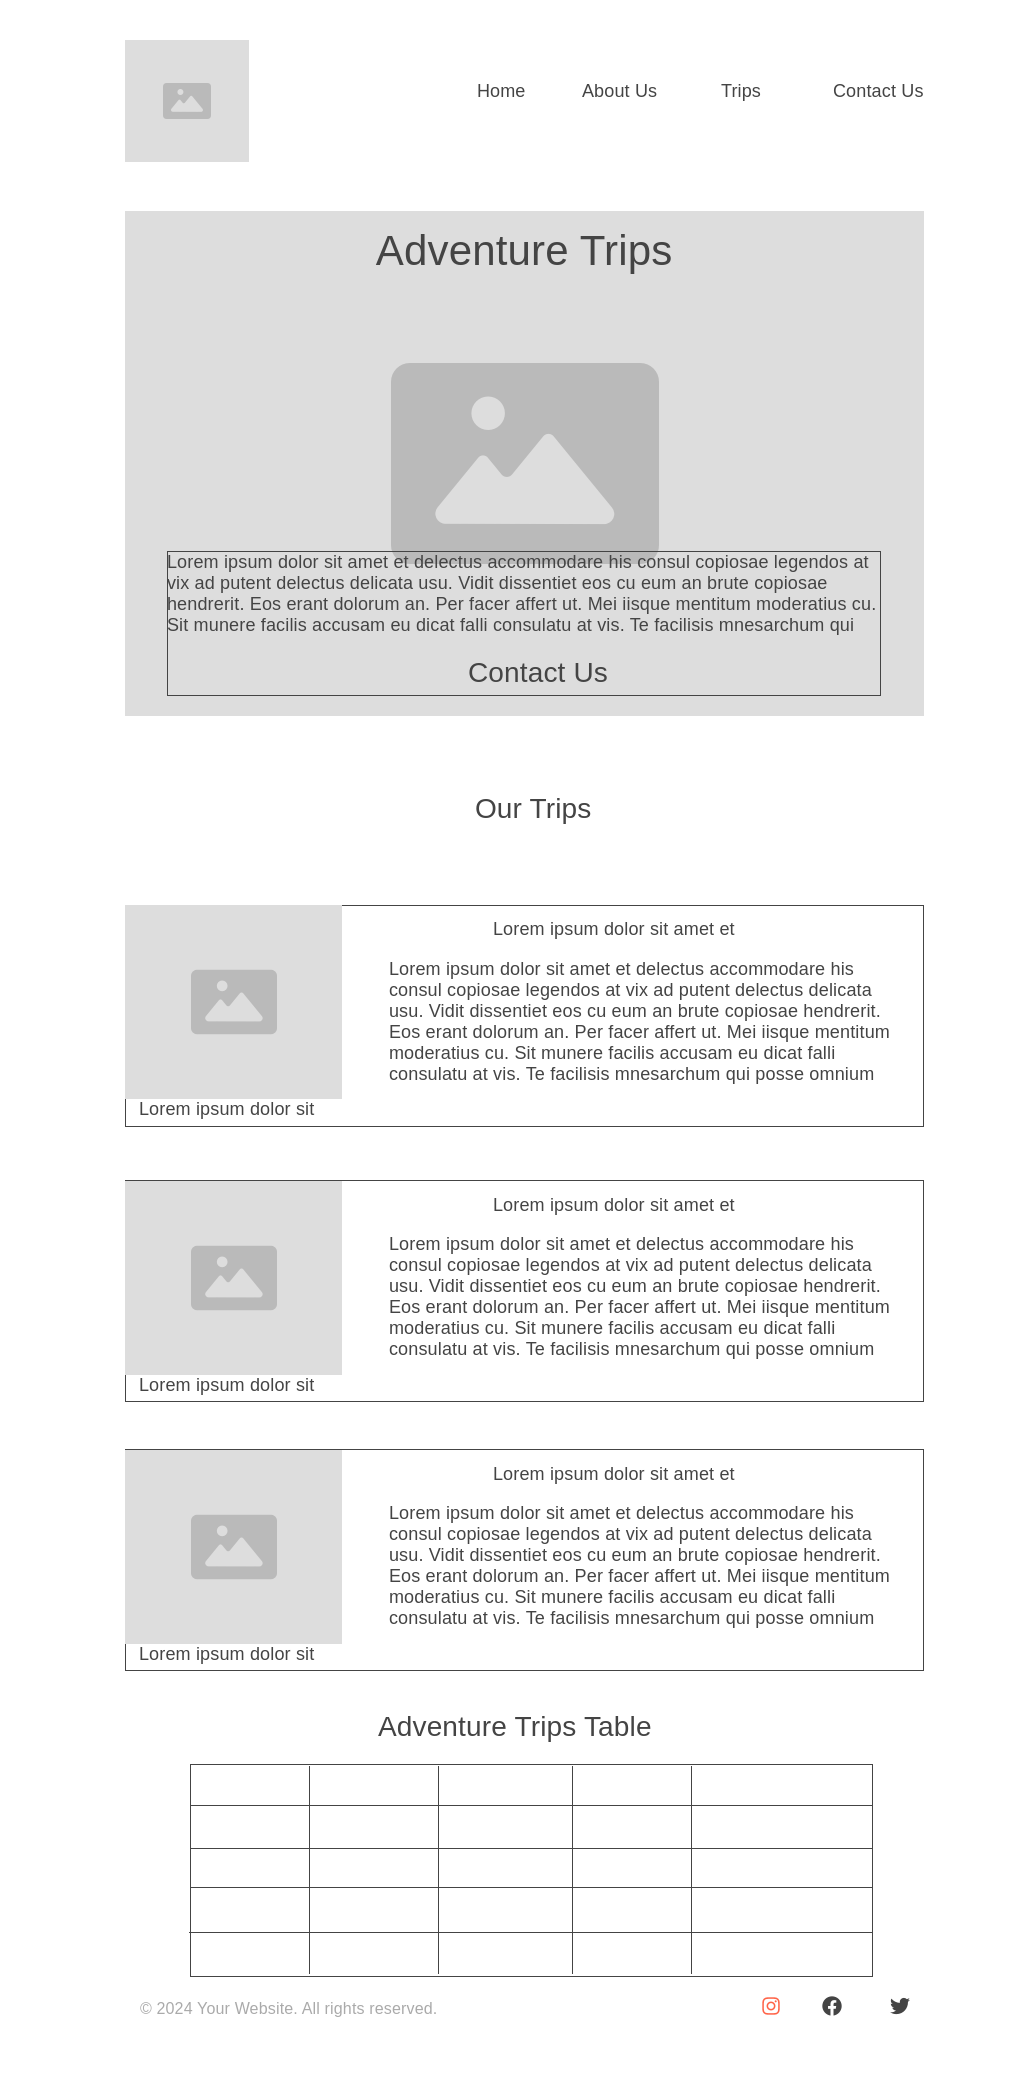 Home About Us Trips Contact Us
Adventure Trips
Lorem ipsum dolor sit amet et delectus accommodare his consul copiosae legendos at
vix ad putent delectus delicata usu. Vidit dissentiet eos cu eum an brute copiosae
hendrerit. Eos erant dolorum an. Per facer affert ut. Mei iisque mentitum moderatius cu.
Sit munere facilis accusam eu dicat falli consulatu at vis. Te facilisis mnesarchum qui
Contact Us
Our Trips
Lorem ipsum dolor sit amet et
Lorem ipsum dolor sit amet et delectus accommodare his
consul copiosae legendos at vix ad putent delectus delicata
usu. Vidit dissentiet eos cu eum an brute copiosae hendrerit.
Eos erant dolorum an. Per facer affert ut. Mei iisque mentitum
moderatius cu. Sit munere facilis accusam eu dicat falli
consulatu at vis. Te facilisis mnesarchum qui posse omnium
Lorem ipsum dolor sit
Lorem ipsum dolor sit amet et
Lorem ipsum dolor sit amet et delectus accommodare his
consul copiosae legendos at vix ad putent delectus delicata
usu. Vidit dissentiet eos cu eum an brute copiosae hendrerit.
Eos erant dolorum an. Per facer affert ut. Mei iisque mentitum
moderatius cu. Sit munere facilis accusam eu dicat falli
consulatu at vis. Te facilisis mnesarchum qui posse omnium
Lorem ipsum dolor sit
Lorem ipsum dolor sit amet et
Lorem ipsum dolor sit amet et delectus accommodare his
consul copiosae legendos at vix ad putent delectus delicata
usu. Vidit dissentiet eos cu eum an brute copiosae hendrerit.
Eos erant dolorum an. Per facer affert ut. Mei iisque mentitum
moderatius cu. Sit munere facilis accusam eu dicat falli
consulatu at vis. Te facilisis mnesarchum qui posse omnium
Lorem ipsum dolor sit
Adventure Trips Table
© 2024 Your Website. All rights reserved.